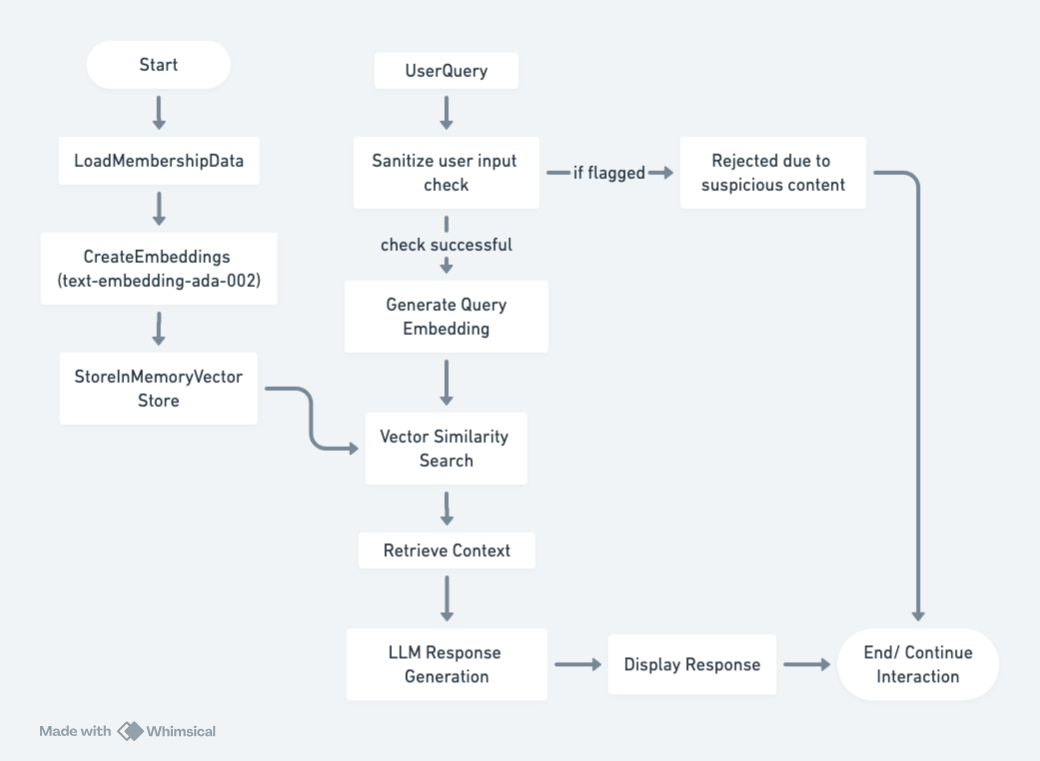 Start
LoadMembershipData
CreateEmbeddings
(text-embedding-ada-002)
StoreInMemoryVector
Store
UserQuery
Sanitize user input
check
if flagged
Rejected due to
suspicious content
check successful
Generate Query
Embedding
Vector Similarity
Search
Retrieve Context
LLM Response
Generation
Display Response
End/ Continue
Interaction
Made with Whimsical